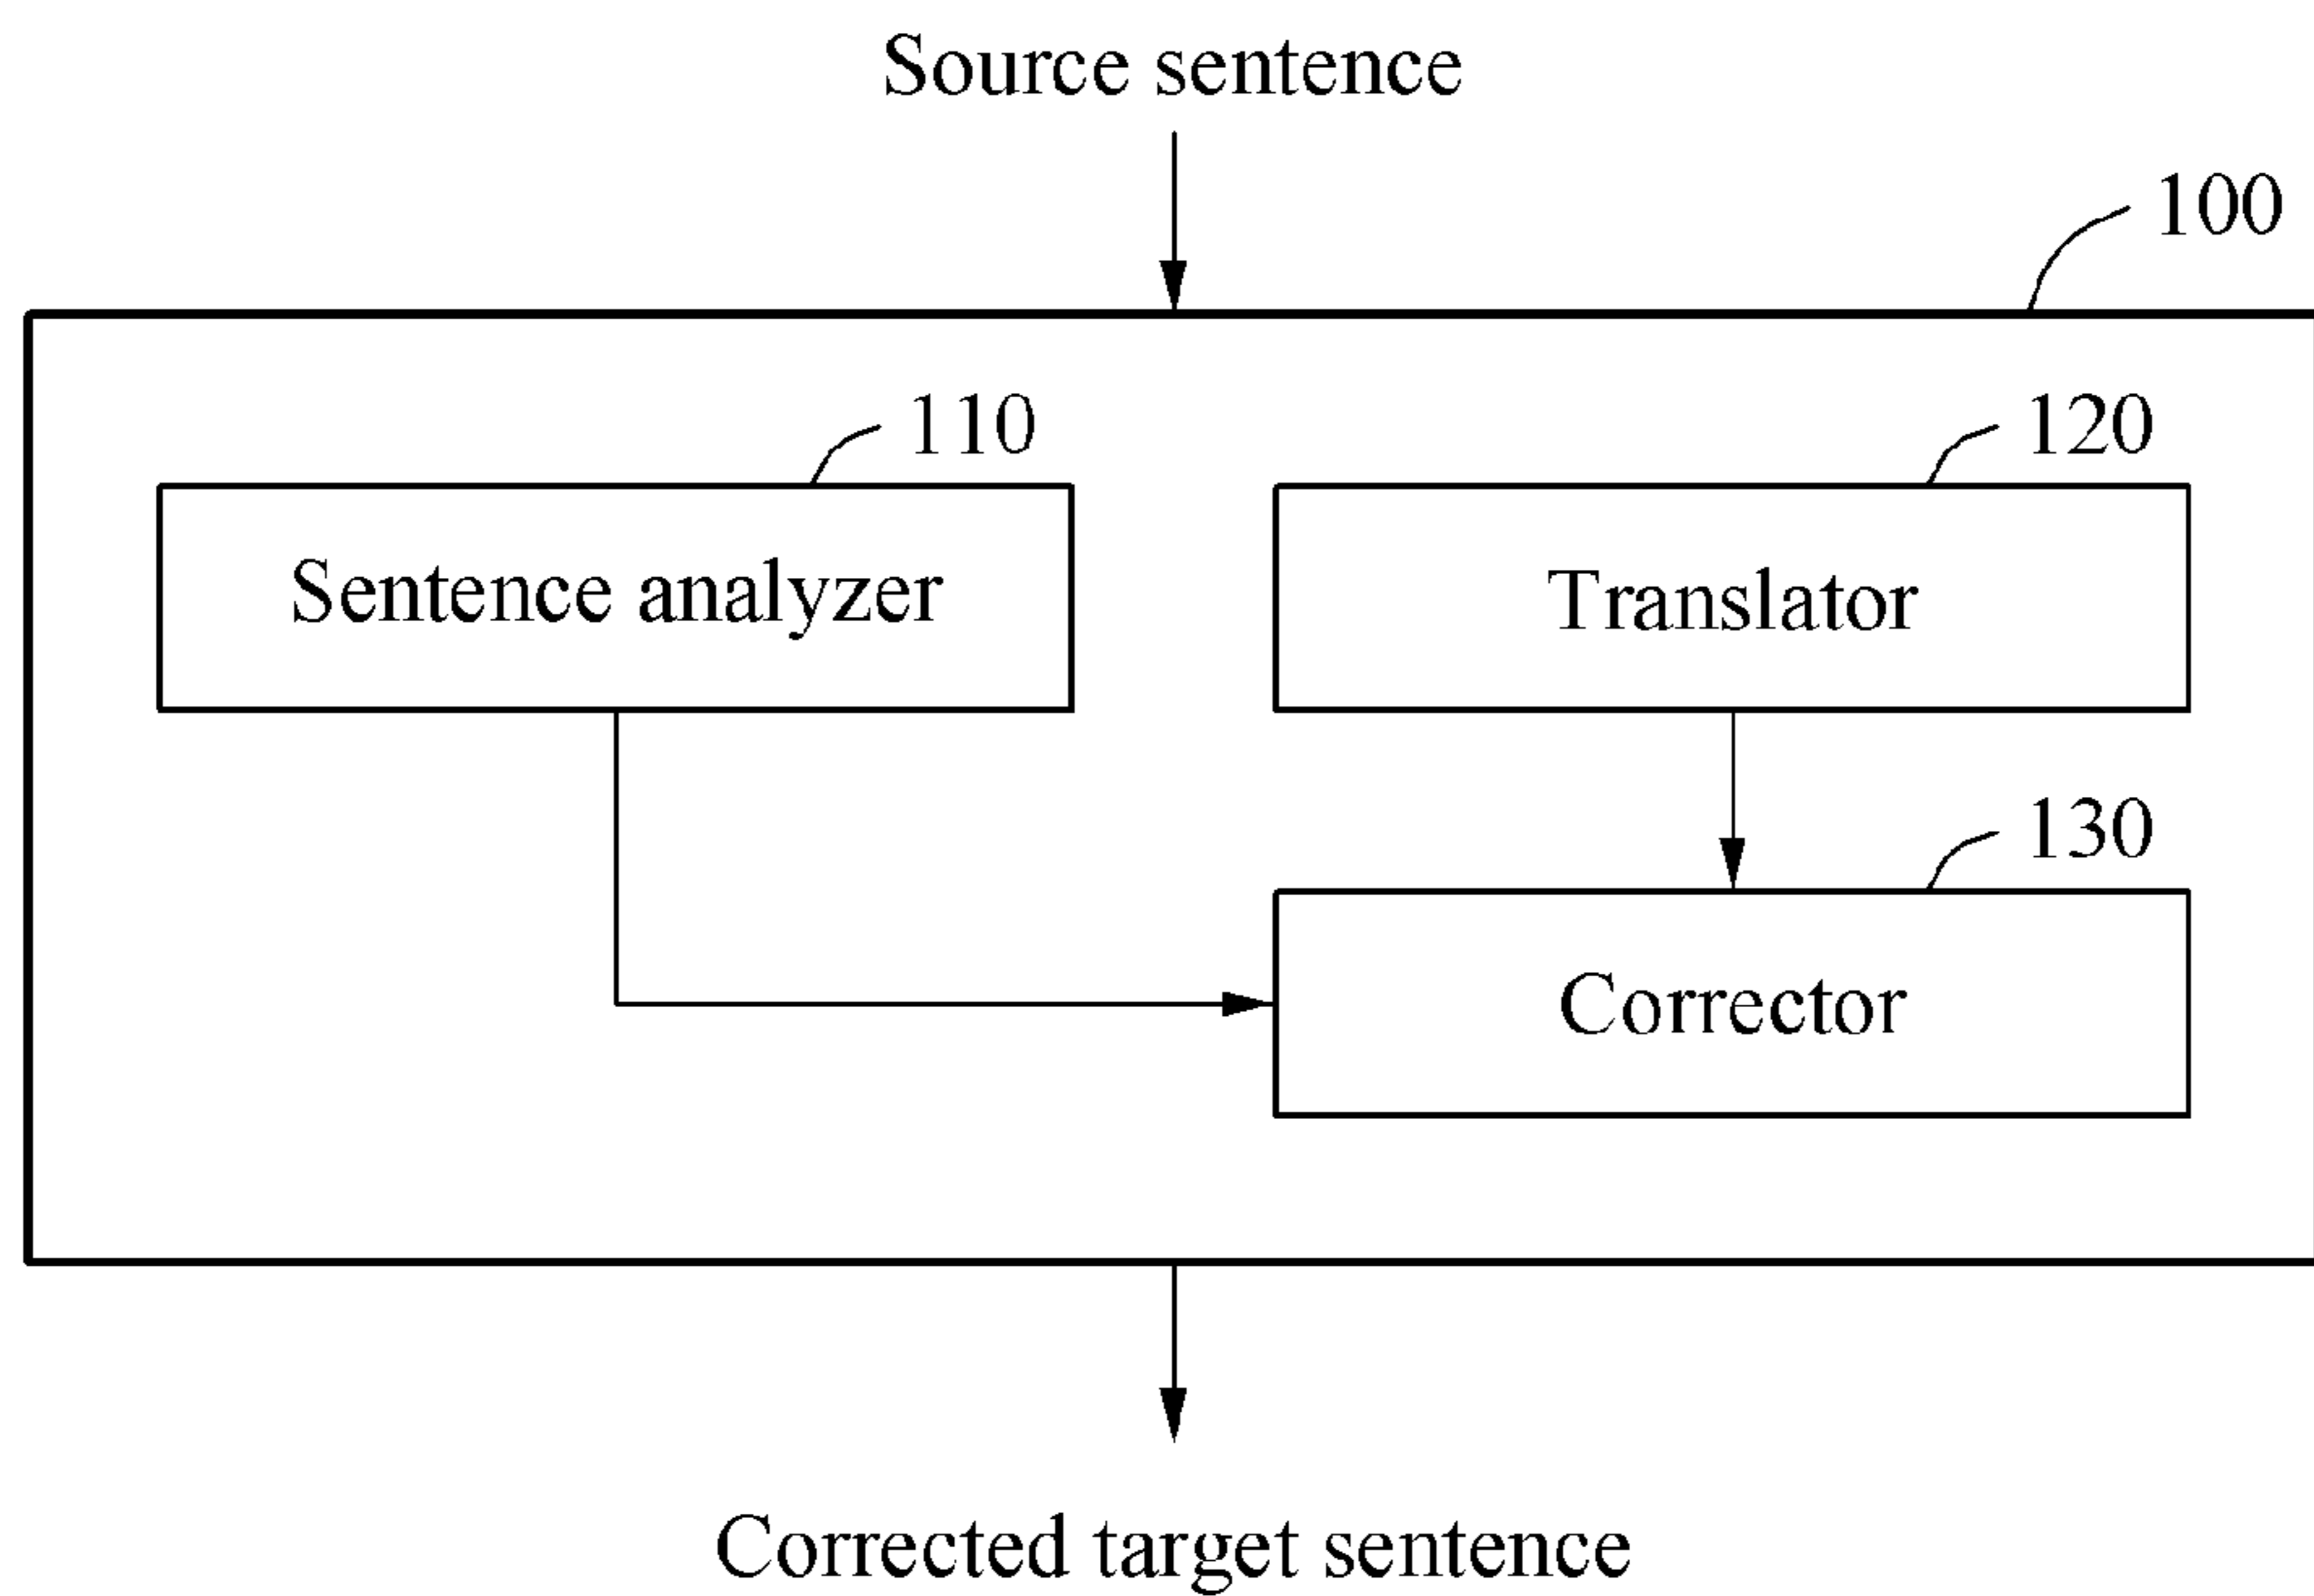 Source sentence
100
110
120
Sentence analyzer
Translator
130
Corrector
Corrected target sentence